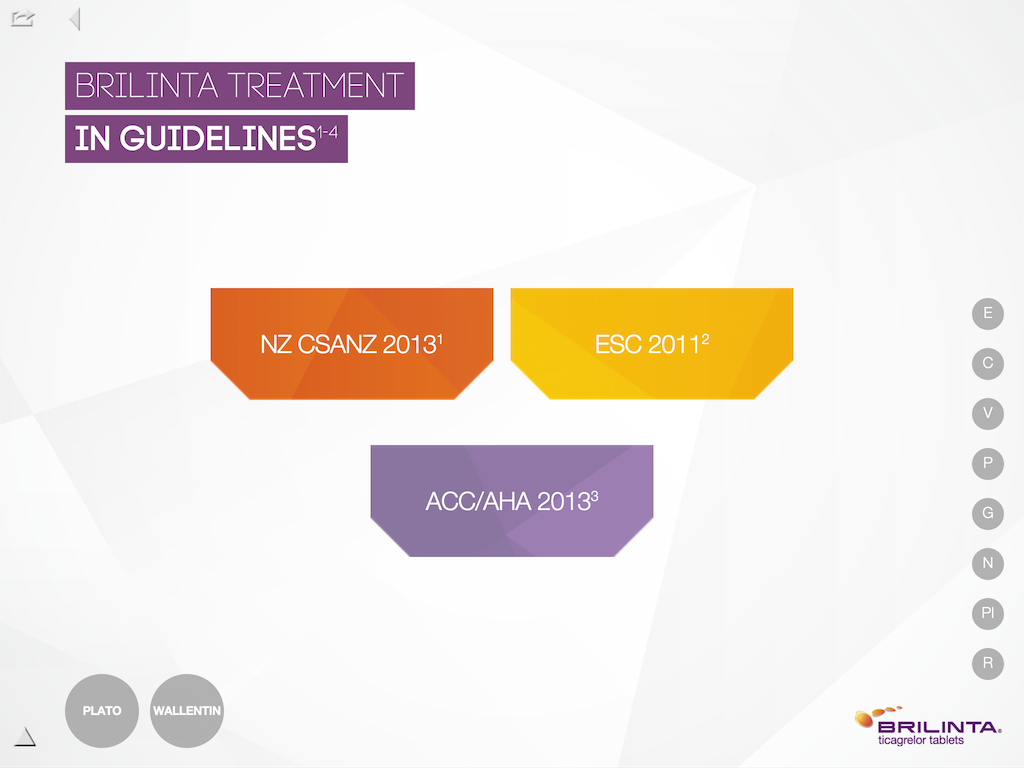 BRILINTA TREATMENT
IN GUIDELINES1-4
NZ CSANZ 2013¹
ESC 2011²
ACC/AHA 2013³
E
C
V
P
G
N
PI
R
PLATO
WALLENTIN
BRILINTA®
ticagrelor tablets